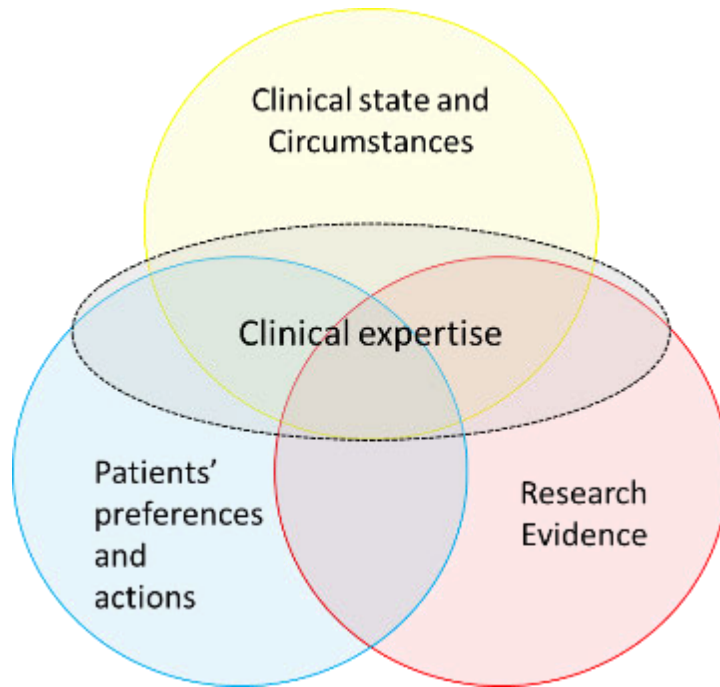 Clinical state and
Circumstances
Clinical expertise
Patients’
preferences
and
actions
Research
Evidence